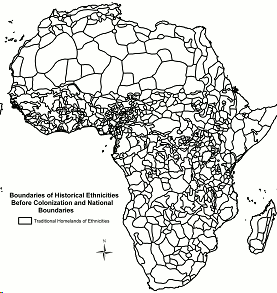 Boundaries of Historical Ethnicities
Before Colonization and National
Boundaries
Traditional Homelands of Ethnicities
N